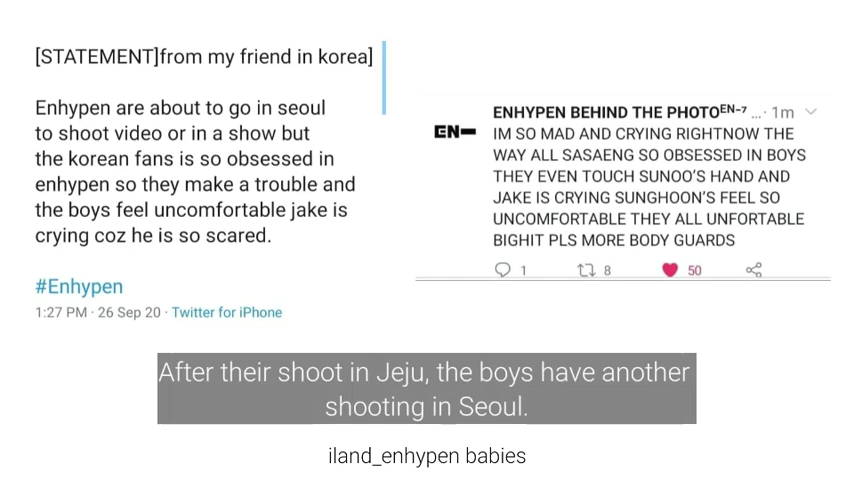 [STATEMENT]from my friend in korea]
Enhypen are about to go in seoul
to shoot video or in a show but
the korean fans is so obsessed in
enhypen so they make a trouble and
the boys feel uncomfortable jake is
crying coz he is so scared.
#Enhypen
1:27 PM · 26 Sep 20 · Twitter for iPhone
EN-
ENHYPEN BEHIND THE PHOTOEN-7 ... · 1m
IM SO MAD AND CRYING RIGHTNOW THE
WAY ALL SASAENG SO OBSESSED IN BOYS
THEY EVEN TOUCH SUNOO'S HAND AND
JAKE IS CRYING SUNGHOON'S FEEL SO
UNCOMFORTABLE THEY ALL UNFORTABLE
BIGHIT PLS MORE BODY GUARDS
1 8 50
After their shoot in Jeju, the boys have another
shooting in Seoul.
iland_enhypen babies